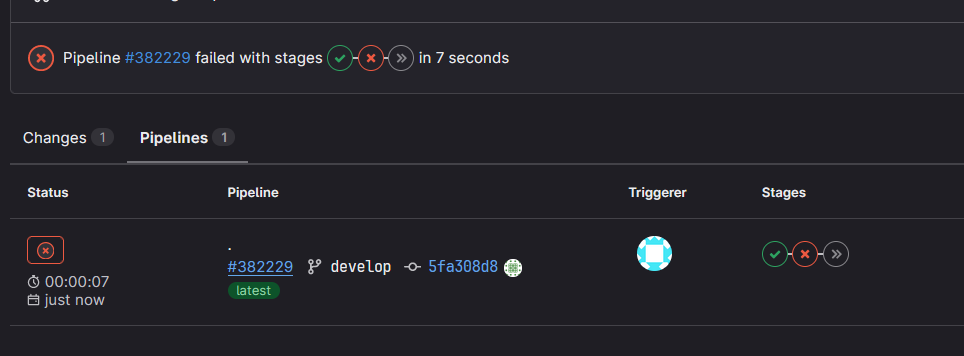 Pipeline #382229 failed with stages in 7 seconds
Changes 1 Pipelines 1
Status Pipeline Triggerer Stages
.
#382229 develop 5fa308d8
latest
00:00:07
just now